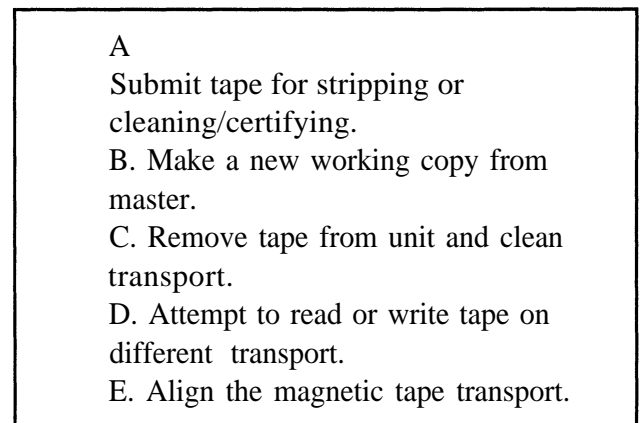 A
Submit tape for stripping or
cleaning/certifying.
B. Make a new working copy from
master.
C. Remove tape from unit and clean
transport.
D. Attempt to read or write tape on
different transport.
E. Align the magnetic tape transport.